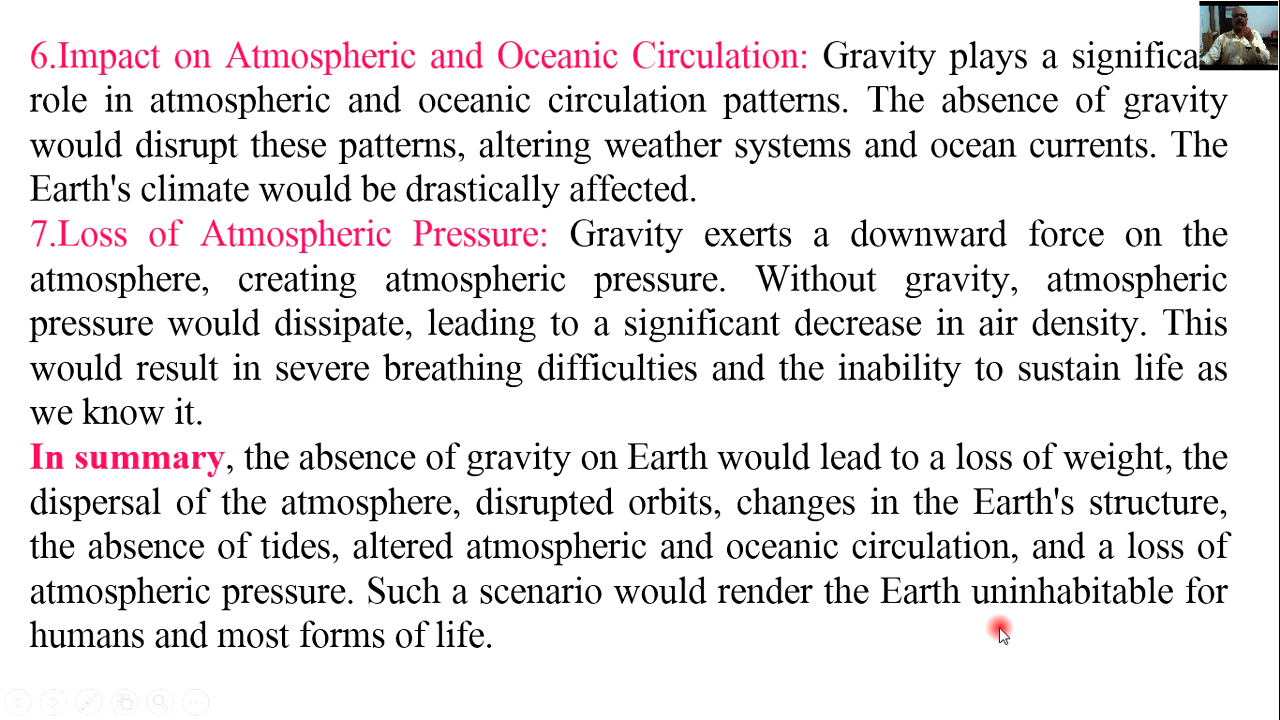 6.Impact on Atmospheric and Oceanic Circulation: Gravity plays a significa
role in atmospheric and oceanic circulation patterns. The absence of gravity
would disrupt these patterns, altering weather systems and ocean currents. The
Earth's climate would be drastically affected.
7.Loss of Atmospheric Pressure: Gravity exerts a downward force on the
atmosphere, creating atmospheric pressure. Without gravity, atmospheric
pressure would dissipate, leading to a significant decrease in air density. This
would result in severe breathing difficulties and the inability to sustain life as
we know it.
In summary, the absence of gravity on Earth would lead to a loss of weight, the
dispersal of the atmosphere, disrupted orbits, changes in the Earth's structure,
the absence of tides, altered atmospheric and oceanic circulation, and a loss of
atmospheric pressure. Such a scenario would render the Earth uninhabitable for
humans and most forms of life.